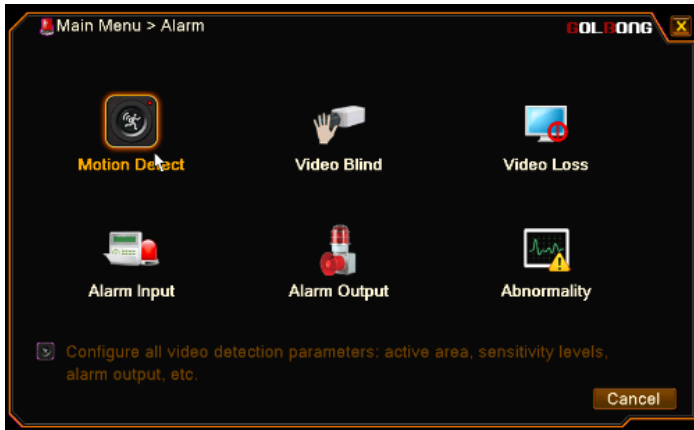 Main Menu > Alarm
GOLBONG
X
Motion Detect
Video Blind
Video Loss
Alarm Input
Alarm Output
Abnormality
Configure all video detection parameters: active area, sensitivity levels,
alarm output, etc.
Cancel